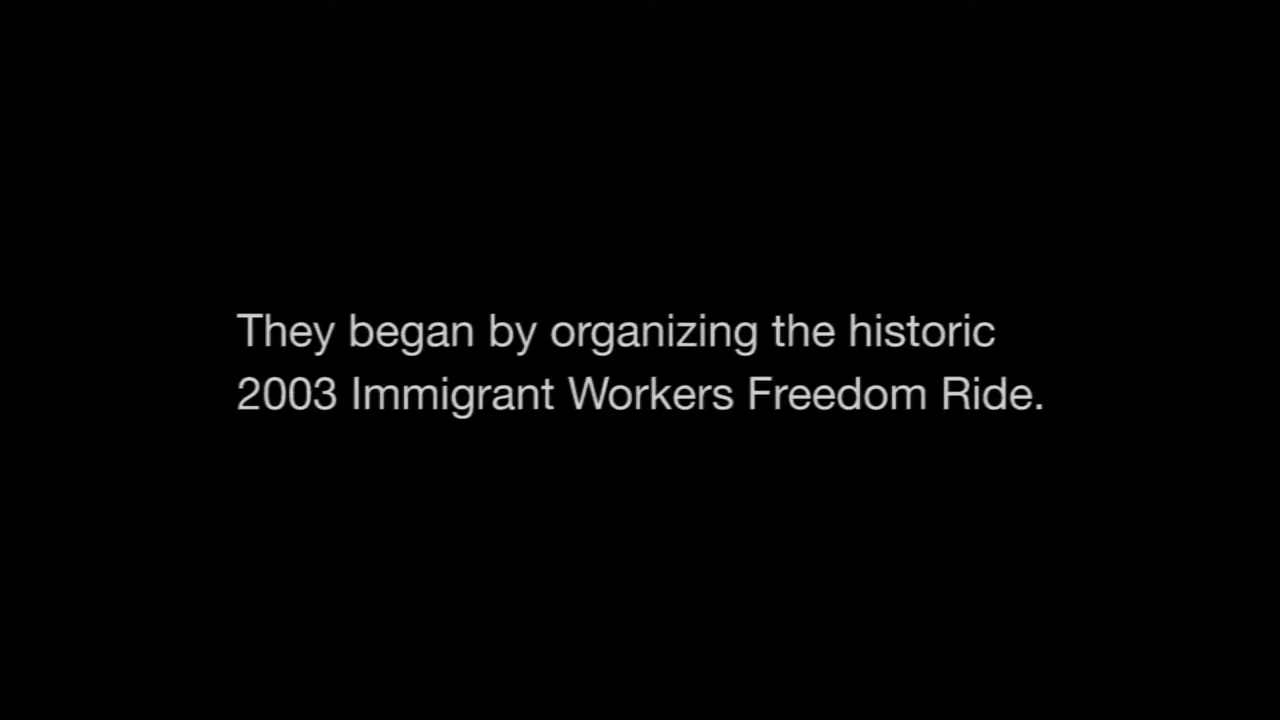 They began by organizing the historic
2003 Immigrant Workers Freedom Ride.